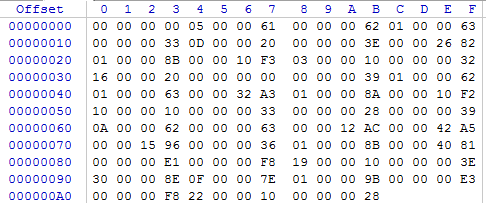 Offset 0 1 2 3 4 5 6 7 8 9 A B C D E F
00000000 00 00 00 00 05 00 00 61 00 00 00 62 01 00 00 63
00000010 00 00 00 33 0D 00 00 20 00 00 00 3E 00 00 26 82
00000020 01 00 00 8B 00 00 10 F3 03 00 00 10 00 00 00 32
00000030 16 00 00 20 00 00 00 00 00 00 00 39 01 00 00 62
00000040 01 00 00 63 00 00 32 A3 01 00 00 8A 00 00 10 F2
00000050 10 00 00 10 00 00 00 33 00 00 00 28 00 00 00 39
00000060 0A 00 00 62 00 00 00 63 00 00 12 AC 00 00 42 A5
00000070 00 00 15 96 00 00 00 36 01 00 00 8B 00 00 40 81
00000080 00 00 00 E1 00 00 00 F8 19 00 00 10 00 00 00 3E
00000090 30 00 00 8E 0F 00 00 7E 01 00 00 9B 00 00 00 E3
000000A0 00 00 00 F8 22 00 00 10 00 00 00 28